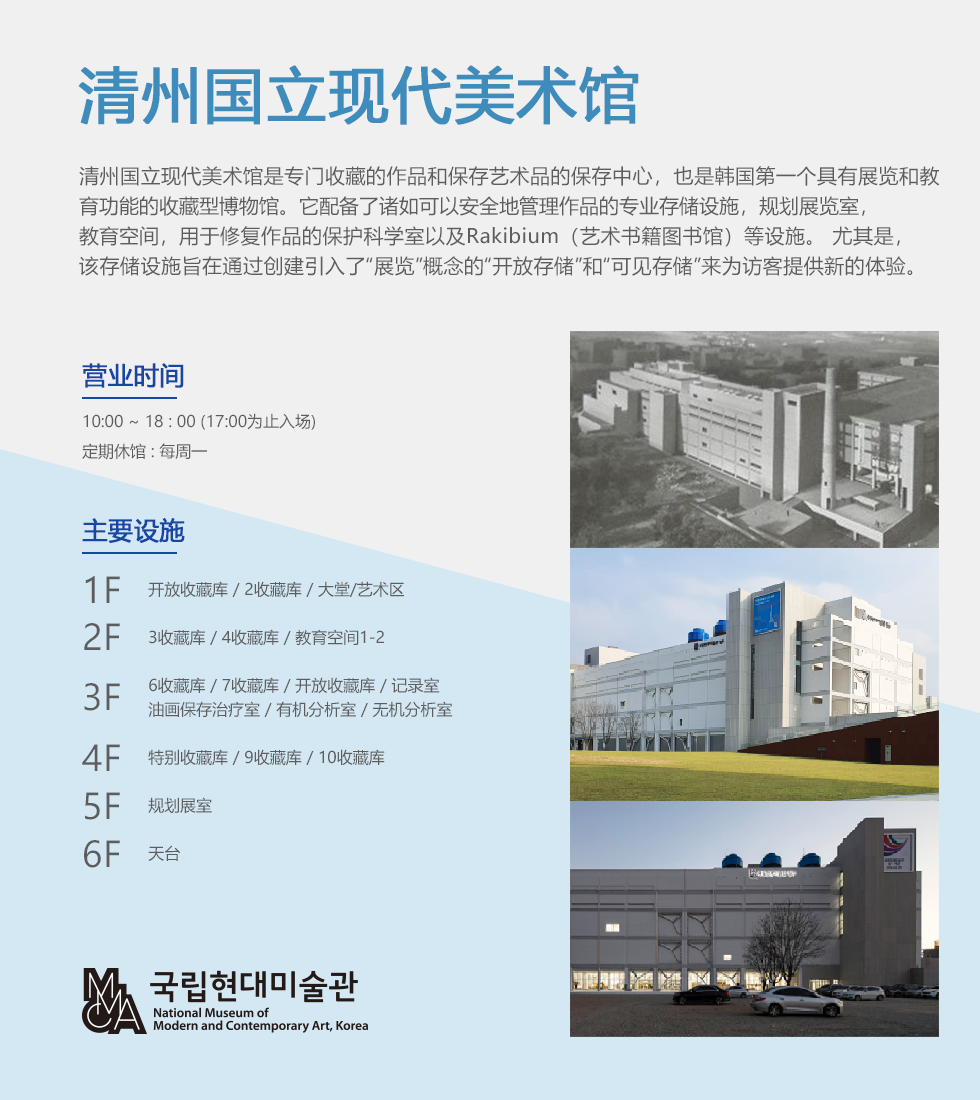 清州国立现代美术馆
清州国立现代美术馆是专门收藏的作品和保存艺术品的保存中心，也是韩国第一个具有展览和教
育功能的收藏型博物馆。它配备了诸如可以安全地管理作品的专业存储设施，规划展览室，
教育空间，用于修复作品的保护科学室以及Rakibium（艺术书籍图书馆）等设施。 尤其是，
该存储设施旨在通过创建引入了“展览”概念的“开放存储”和“可见存储”来为访客提供新的体验。
营业时间
10:00 ~ 18 : 00 (17:00为止入场)
定期休馆 : 每周一
主要设施
1F 开放收藏库 / 2收藏库 / 大堂/艺术区
2F 3收藏库 / 4收藏库 / 教育空间1-2
3F 6收藏库 / 7收藏库 / 开放收藏库 / 记录室
油画保存治疗室 / 有机分析室 / 无机分析室
4F 特别收藏库 / 9收藏库 / 10收藏库
5F 规划展室
6F 天台
MMCA
국립현대미술관
National Museum of
Modern and Contemporary Art, Korea